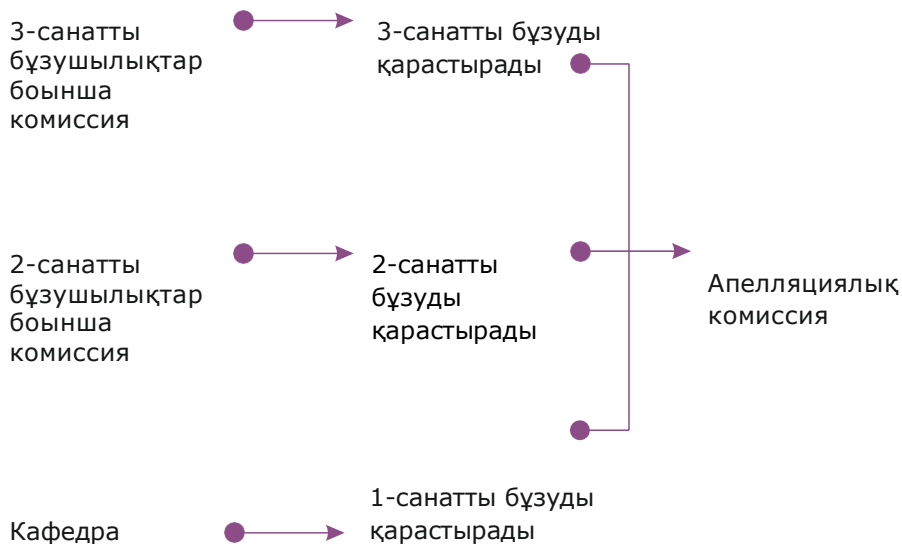 3-санатты
бұзушылықтар
боынша
комиссия
3-санатты бұзуды
қарастырады
2-санатты
бұзушылықтар
боынша
комиссия
2-санатты
бұзуды
қарастырады
Апелляциялық
комиссия
Кафедра
1-санатты бұзуды
қарастырады